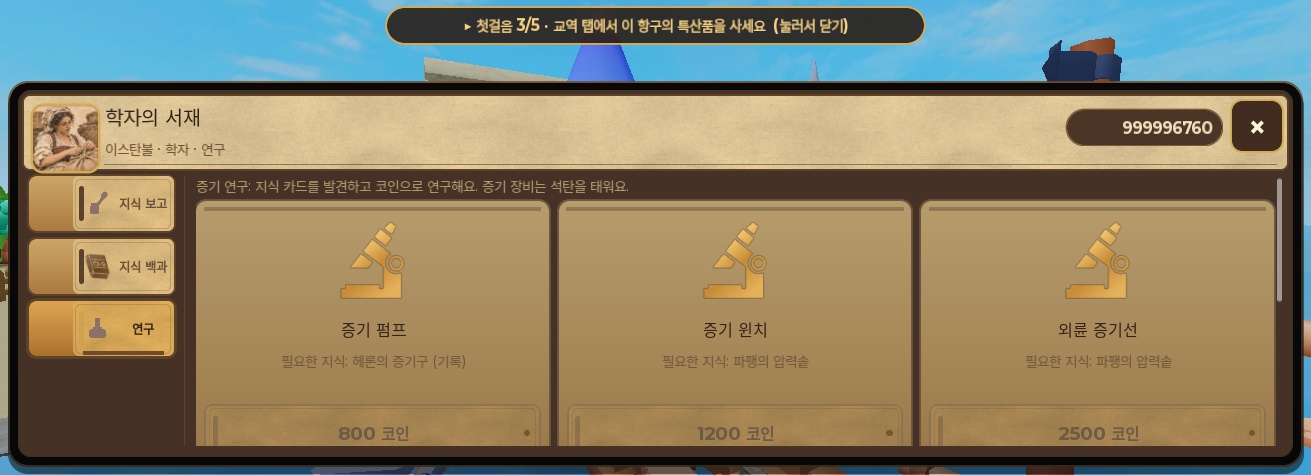 ▸ 첫걸음 3/5 · 교역 탭에서 이 항구의 특산품을 사세요 (눌러서 닫기)
학자의 서재
999996760
이스탄불 · 학자 · 연구
지식 보고
지식 백과
연구
증기 연구: 지식 카드를 발견하고 코인으로 연구해요. 증기 장비는 석탄을 태워요.
증기 펌프
필요한 지식: 헤론의 증기구 (기록)
800 코인
증기 윈치
필요한 지식: 파팽의 압력솥
1200 코인
외륜 증기선
필요한 지식: 파팽의 압력솥
2500 코인